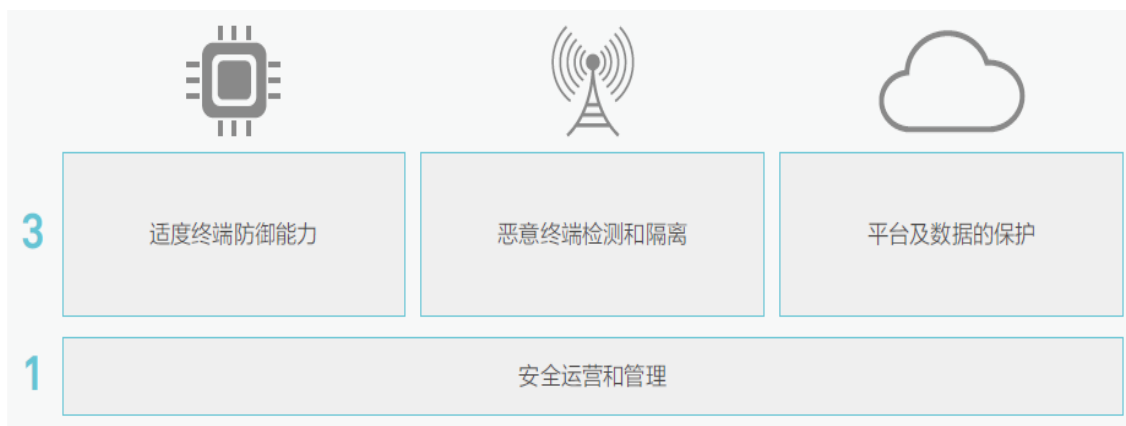 3
适度终端防御能力
恶意终端检测和隔离
平台及数据的保护
1
安全运营和管理